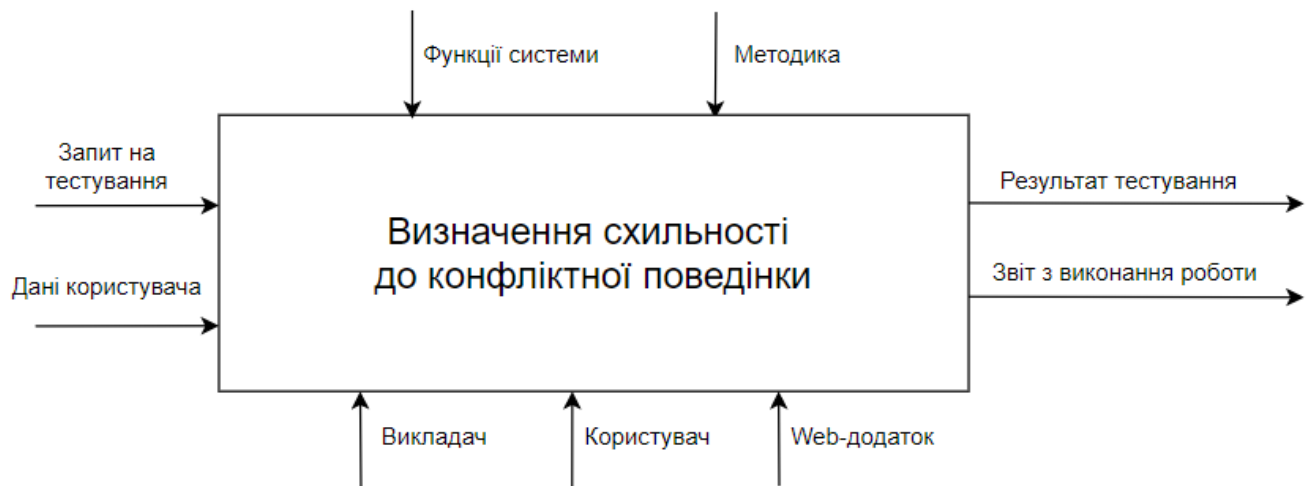 Функції системи
Методика
Запит на
тестування
Результат тестування
Визначення схильності
до конфліктної поведінки
Дані користувача
Звіт з виконання роботи
Викладач
Користувач
Web-додаток